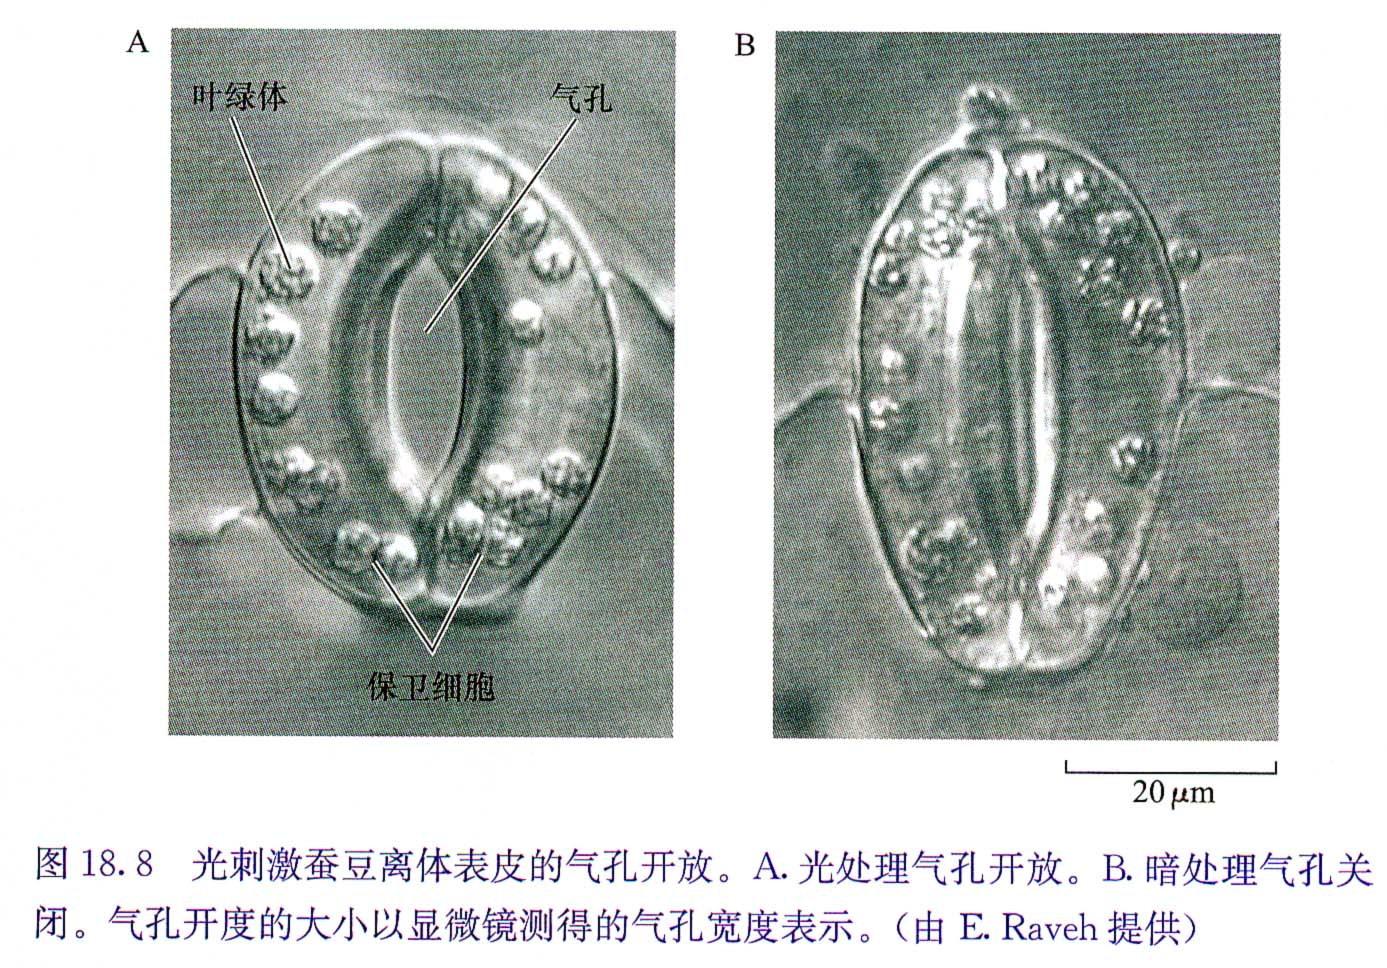 A
B
叶绿体
气孔
保卫细胞
20 μm
图 18.8 光刺激蚕豆离体表皮的气孔开放。A. 光处理气孔开放。B. 暗处理气孔关
闭。气孔开度的大小以显微镜测得的气孔宽度表示。（由 E. Raveh 提供）